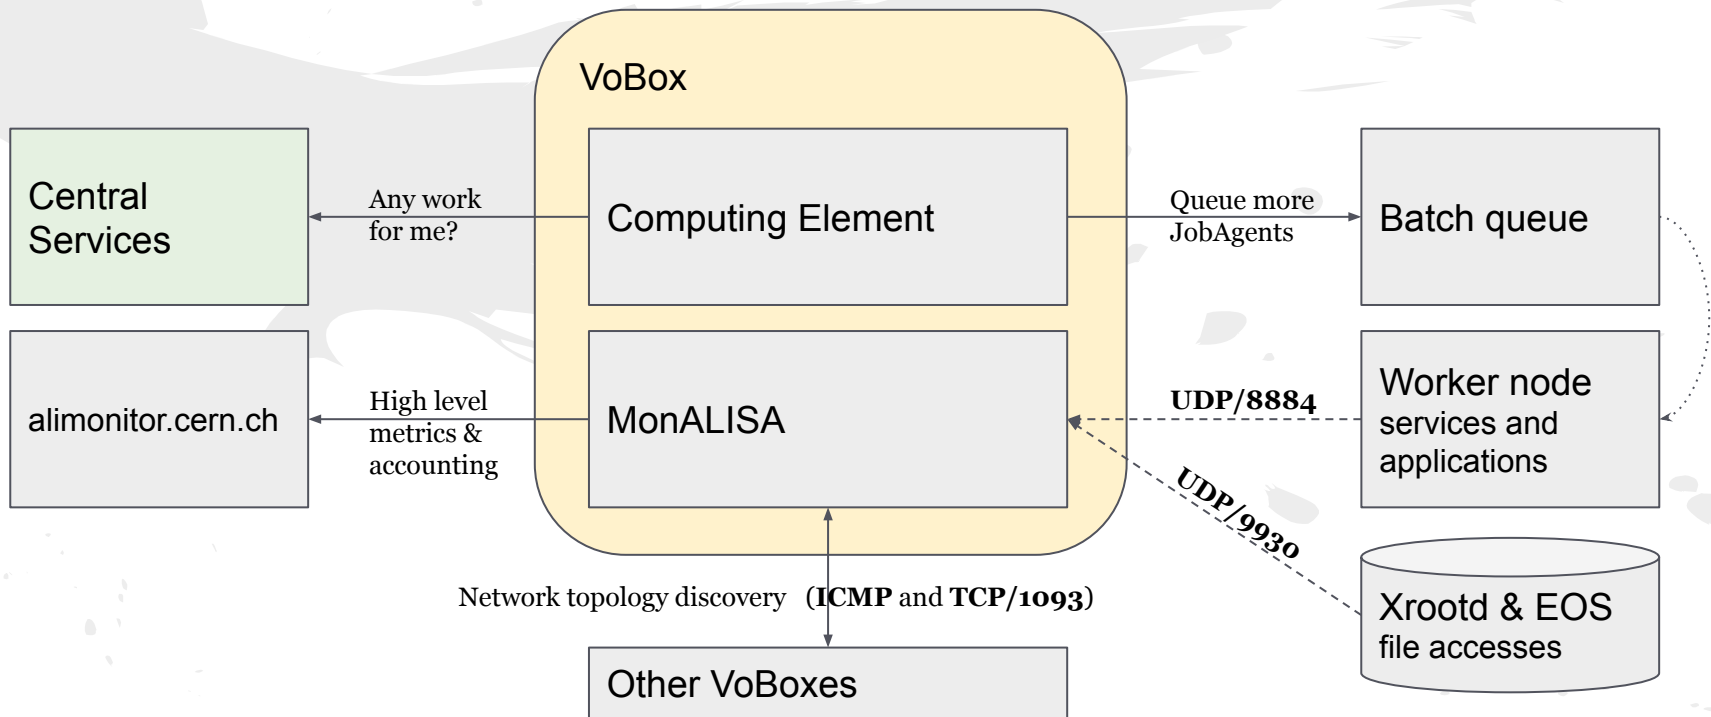 VoBox
Central
Services
Any work
for me?
Computing Element
Queue more
JobAgents
Batch queue
alimonitor.cern.ch
High level
metrics &
accounting
MonALISA
UDP/8884
Worker node
services and
applications
UDP/9930
Network topology discovery (ICMP and TCP/1093)
Xrootd & EOS
file accesses
Other VoBoxes